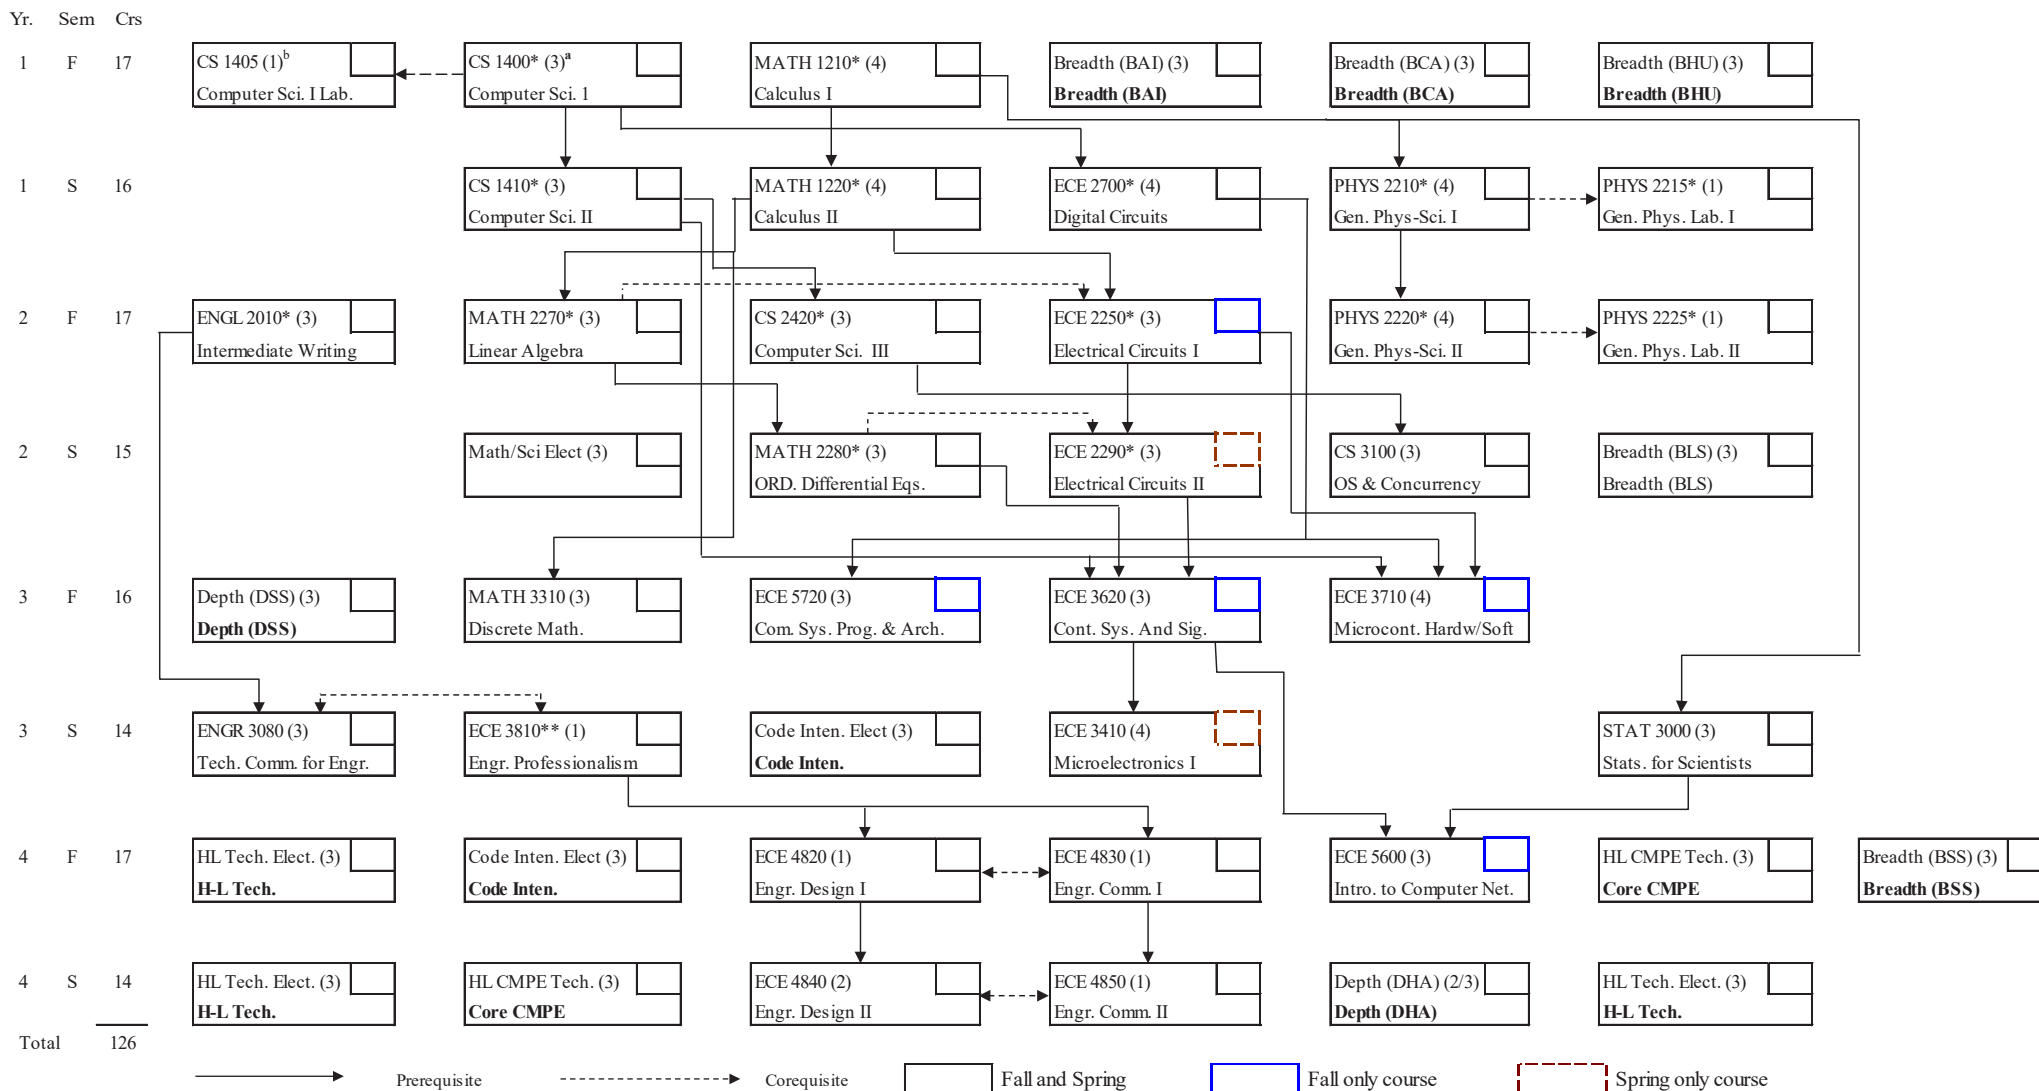 Yr. Sem Crs
1 F 17
CS 1405 (1)b
Computer Sci. I Lab.
CS 1400* (3)a
Computer Sci. 1
MATH 1210* (4)
Calculus I
Breadth (BAI) (3)
Breadth (BAI)
Breadth (BCA) (3)
Breadth (BCA)
Breadth (BHU) (3)
Breadth (BHU)
1 S 16
CS 1410* (3)
Computer Sci. II
MATH 1220* (4)
Calculus II
ECE 2700* (4)
Digital Circuits
PHYS 2210* (4)
Gen. Phys-Sci. I
PHYS 2215* (1)
Gen. Phys. Lab. I
2 F 17
ENGL 2010* (3)
Intermediate Writing
MATH 2270* (3)
Linear Algebra
CS 2420* (3)
Computer Sci. III
ECE 2250* (3)
Electrical Circuits I
PHYS 2220* (4)
Gen. Phys-Sci. II
PHYS 2225* (1)
Gen. Phys. Lab. II
2 S 15
Math/Sci Elect (3)
MATH 2280* (3)
ORD. Differential Eqs.
ECE 2290* (3)
Electrical Circuits II
CS 3100 (3)
OS & Concurrency
Breadth (BLS) (3)
Breadth (BLS)
3 F 16
Depth (DSS) (3)
Depth (DSS)
MATH 3310 (3)
Discrete Math.
ECE 5720 (3)
Com. Sys. Prog. & Arch.
ECE 3620 (3)
Cont. Sys. And Sig.
ECE 3710 (4)
Microcont. Hardw/Soft
3 S 14
ENGR 3080 (3)
Tech. Comm. for Engr.
ECE 3810** (1)
Engr. Professionalism
Code Inten. Elect (3)
Code Inten.
ECE 3410 (4)
Microelectronics I
STAT 3000 (3)
Stats. for Scientists
4 F 17
HL Tech. Elect. (3)
H-L Tech.
Code Inten. Elect (3)
Code Inten.
ECE 4820 (1)
Engr. Design I
ECE 4830 (1)
Engr. Comm. I
ECE 5600 (3)
Intro. to Computer Net.
HL CMPE Tech. (3)
Core CMPE
Breadth (BSS) (3)
Breadth (BSS)
4 S 14
HL Tech. Elect. (3)
H-L Tech.
HL CMPE Tech. (3)
Core CMPE
ECE 4840 (2)
Engr. Design II
ECE 4850 (1)
Engr. Comm. II
Depth (DHA) (2/3)
Depth (DHA)
HL Tech. Elect. (3)
H-L Tech.
Total 126
Prerequisite
Corequisite
Fall and Spring
Fall only course
Spring only course